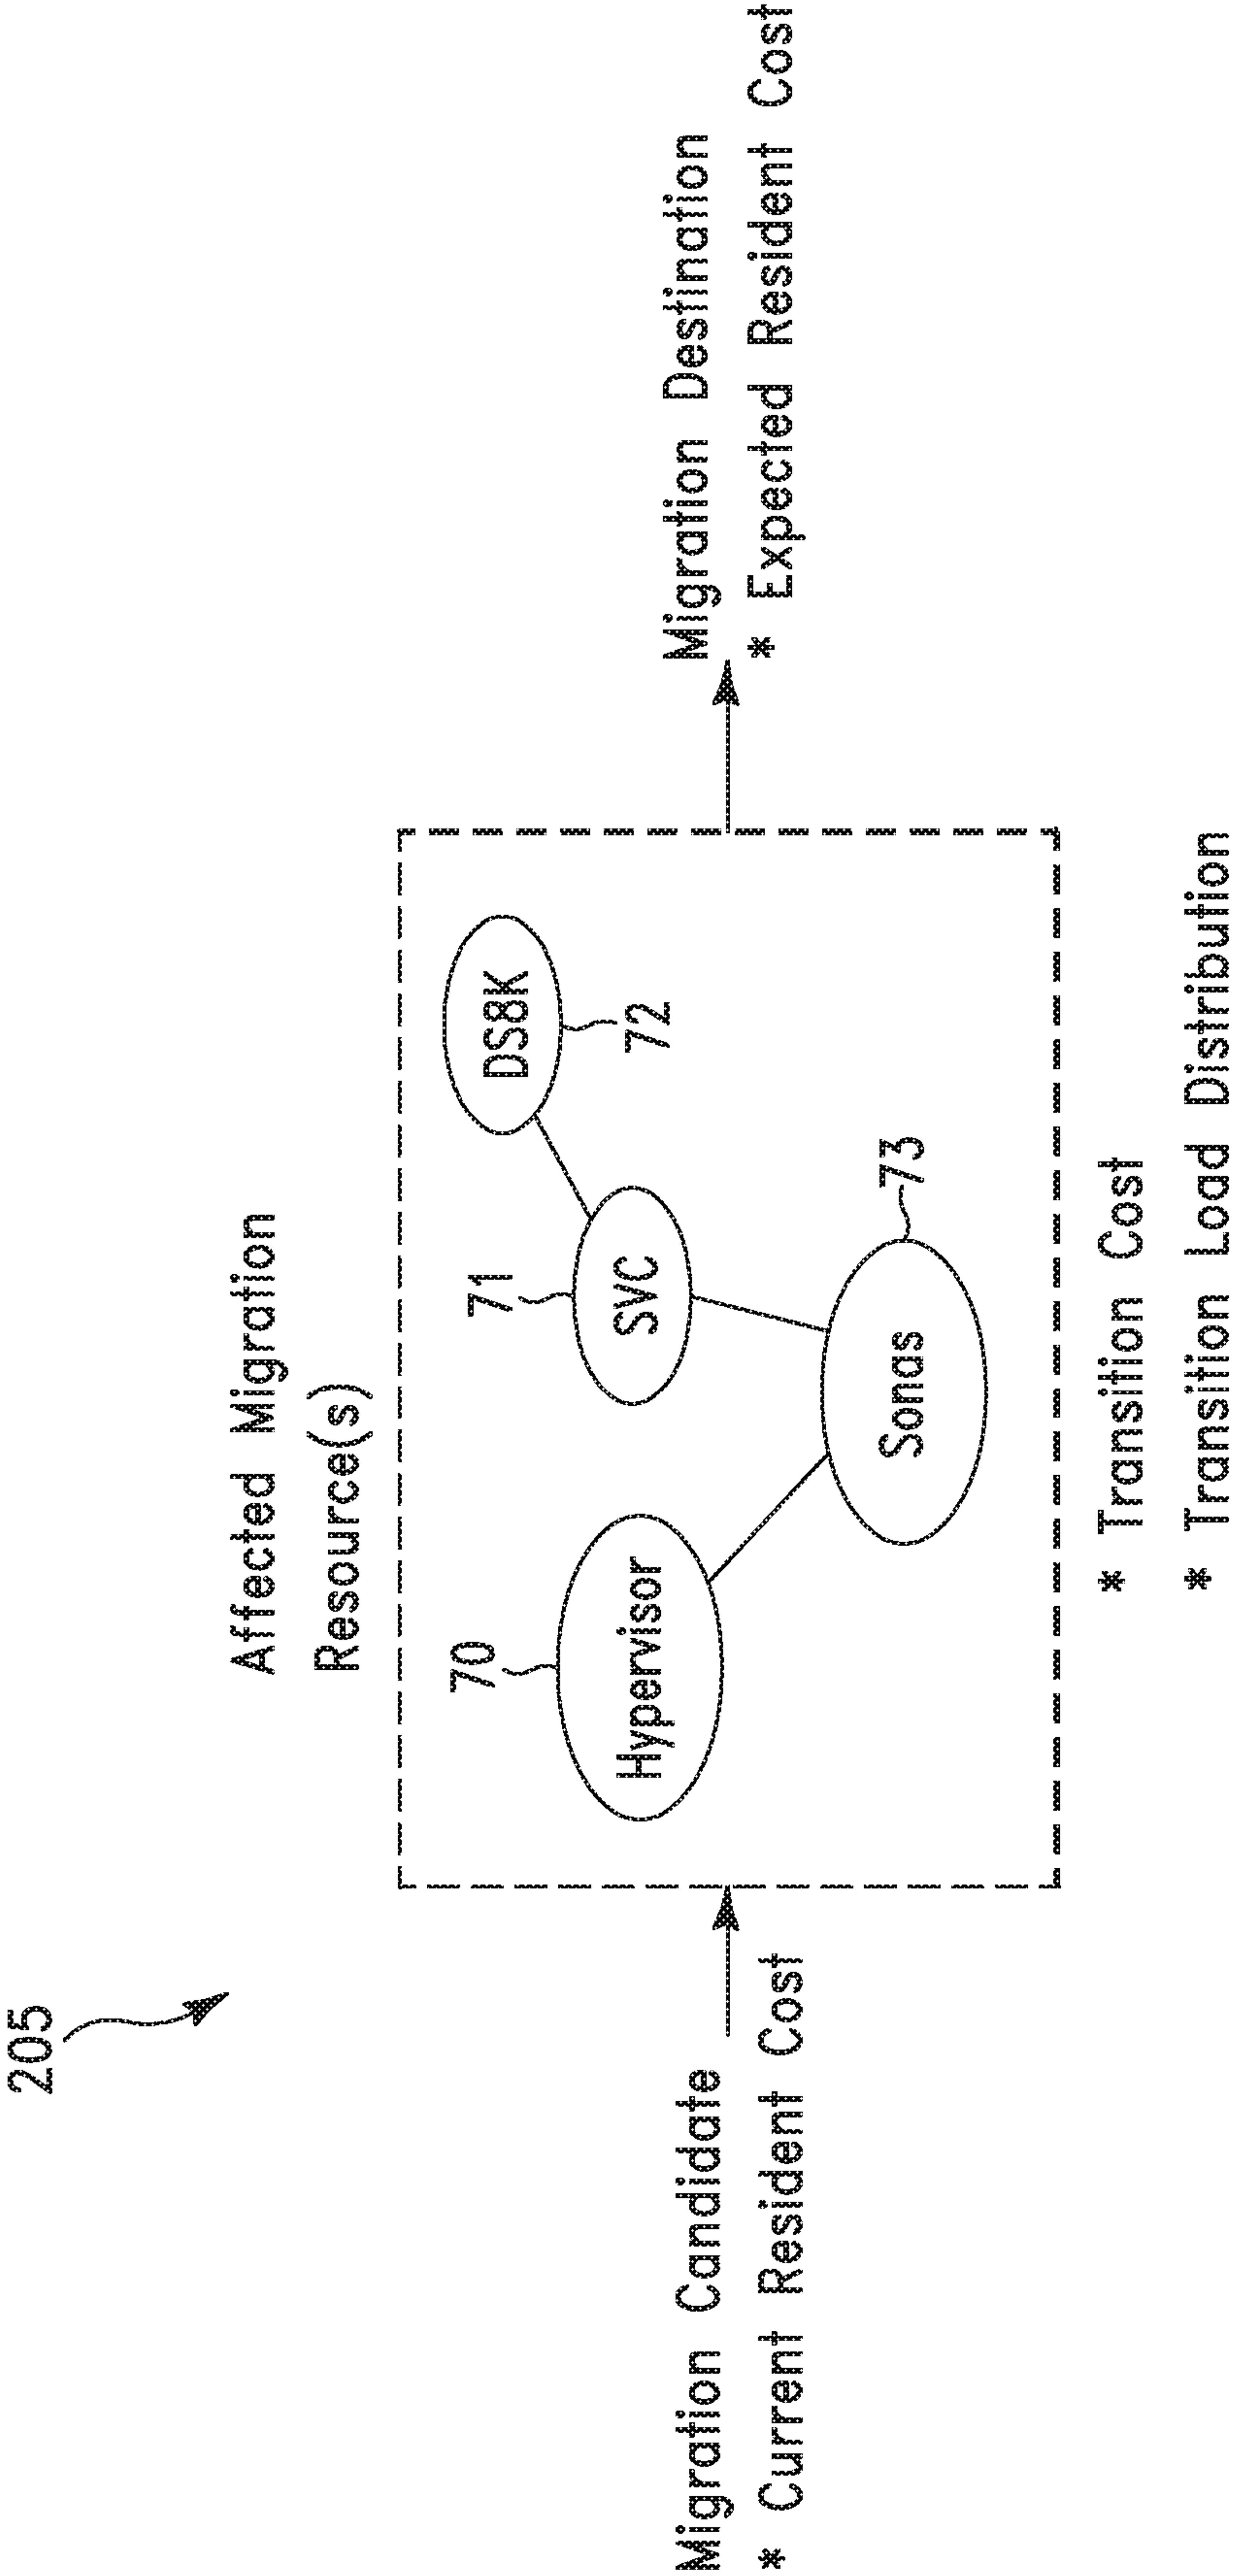 205
Affected Migration
Resource(s)
Migration Candidate
* Current Resident Cost
70
Hypervisor
71
SVC
DS8K
72
Sonas
73
Migration Destination
* Expected Resident Cost
* Transition Cost
* Transition Load Distribution